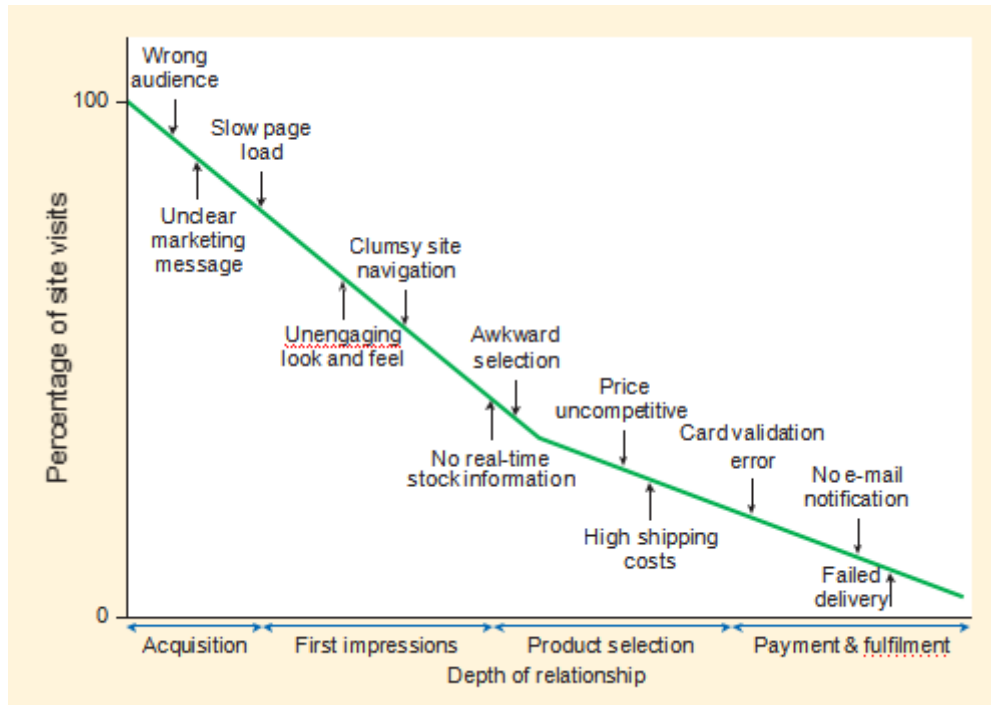 Wrong
audience
100
Slow page
load
Unclear
marketing
message
Clumsy site
navigation
Unengaging
look and feel
Awkward
selection
Price
uncompetitive
No real-time
stock information
Card validation
error
No e-mail
notification
High shipping
costs
Failed
delivery
Percentage of site visits
0
Acquisition
First impressions
Product selection
Payment & fulfilment
Depth of relationship